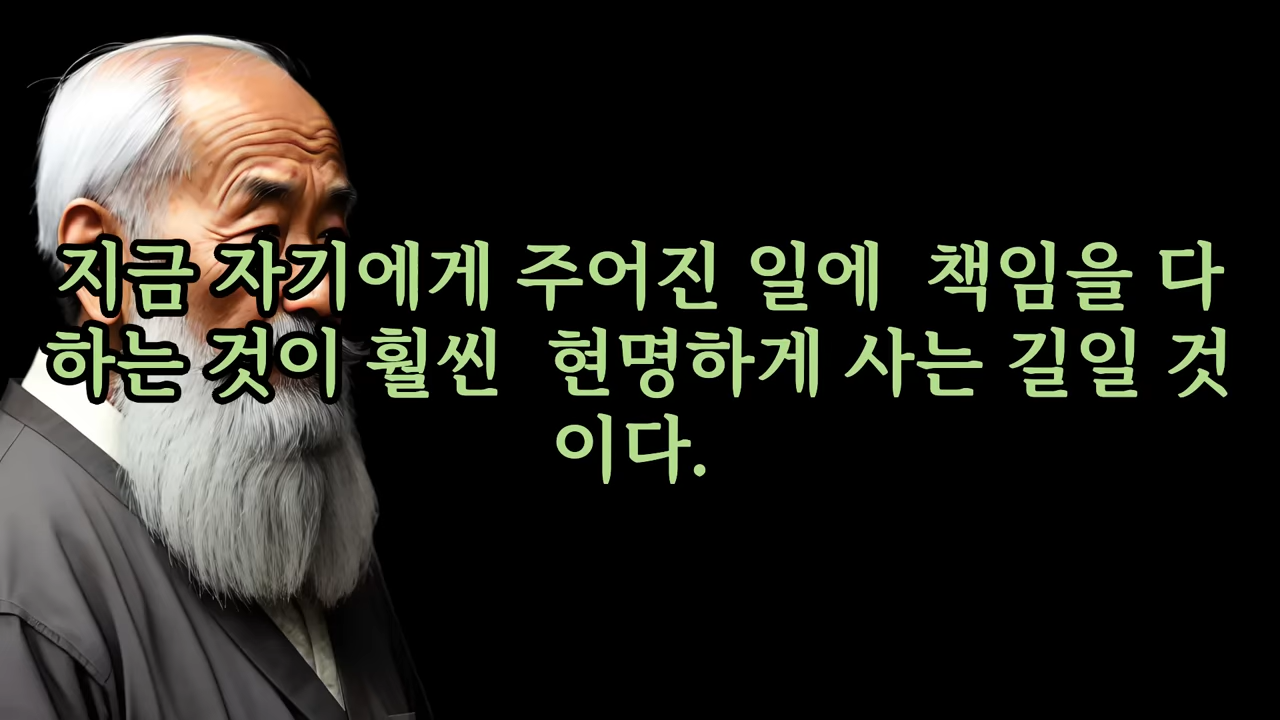 지금 자기에게 주어진 일에  책임을 다
하는 것이 훨씬  현명하게 사는 길일 것
이다.